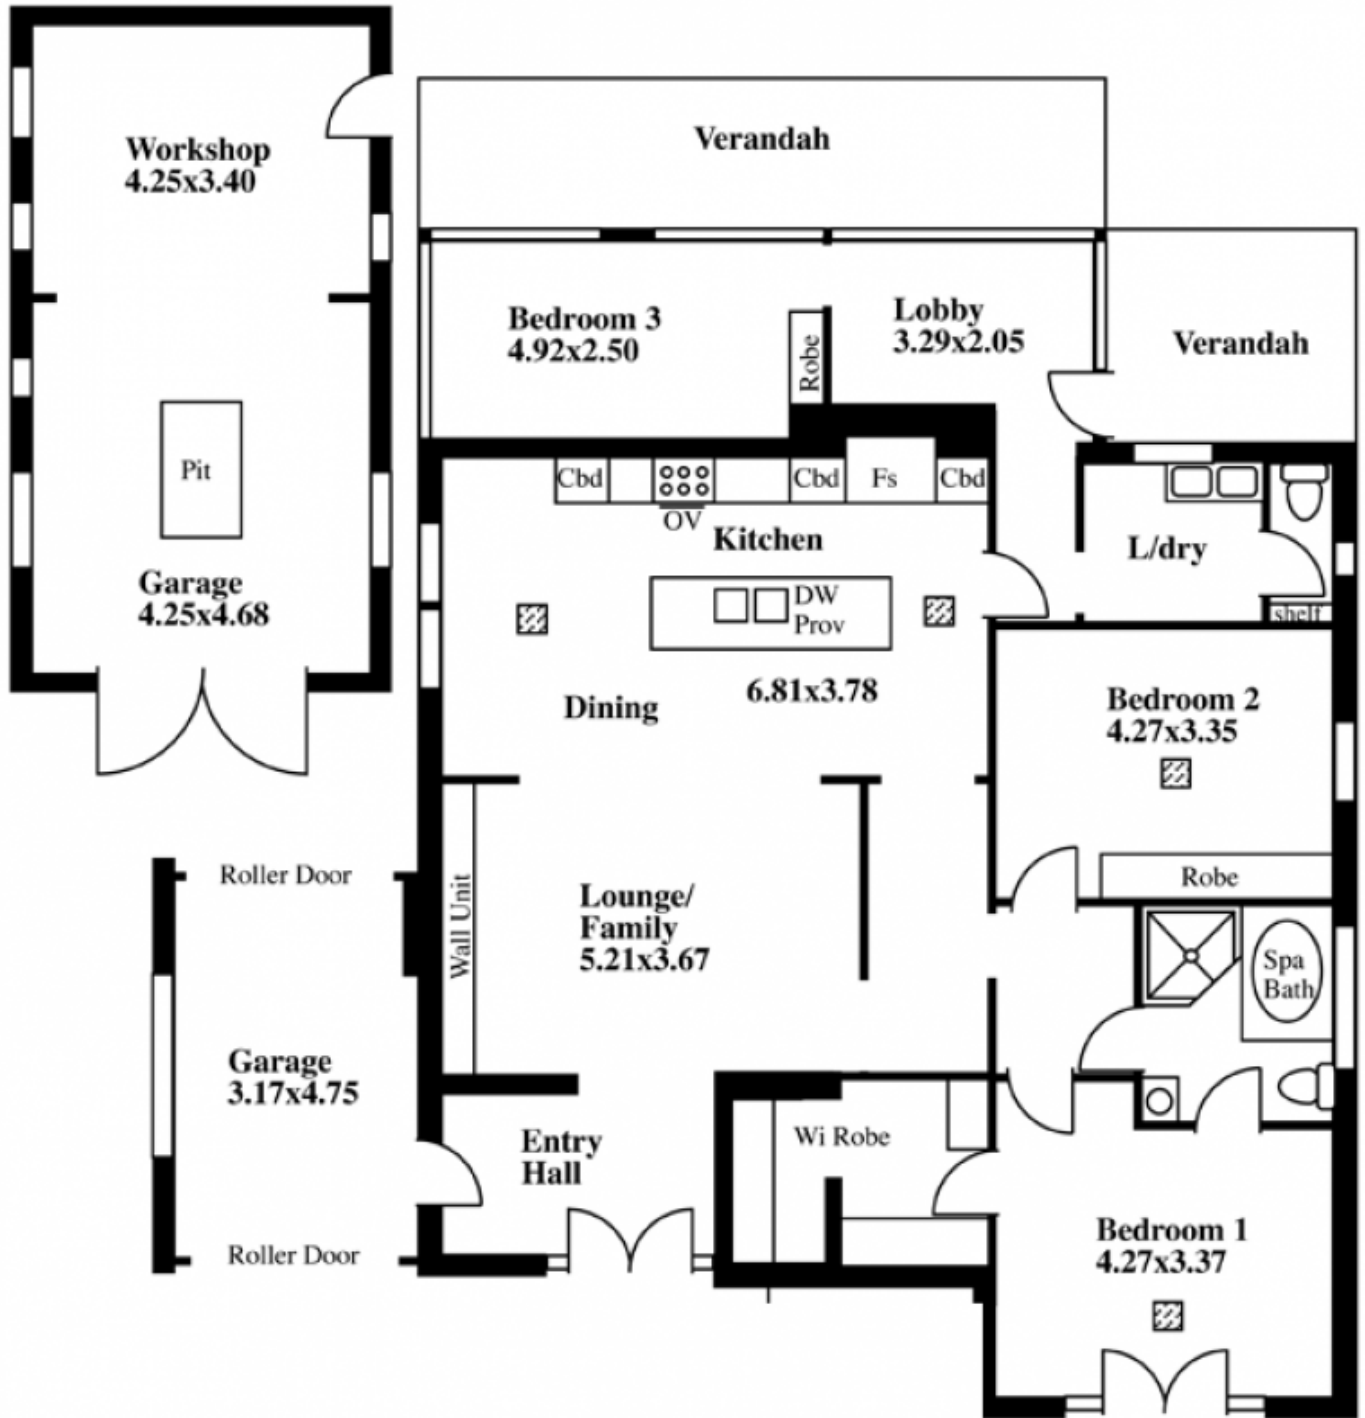 Workshop
4.25x3.40
Verandah
Bedroom 3
4.92x2.50
Robe
Lobby
3.29x2.05
Verandah
Pit
Garage
4.25x4.68
Cbd
OV
Cbd
Fs
Cbd
Kitchen
DW
Prov
L/dry
shelf
Dining
6.81x3.78
Bedroom 2
4.27x3.35
Robe
Roller Door
Wall Unit
Lounge/
Family
5.21x3.67
Spa
Bath
Garage
3.17x4.75
Entry
Hall
Wi Robe
Roller Door
Bedroom 1
4.27x3.37